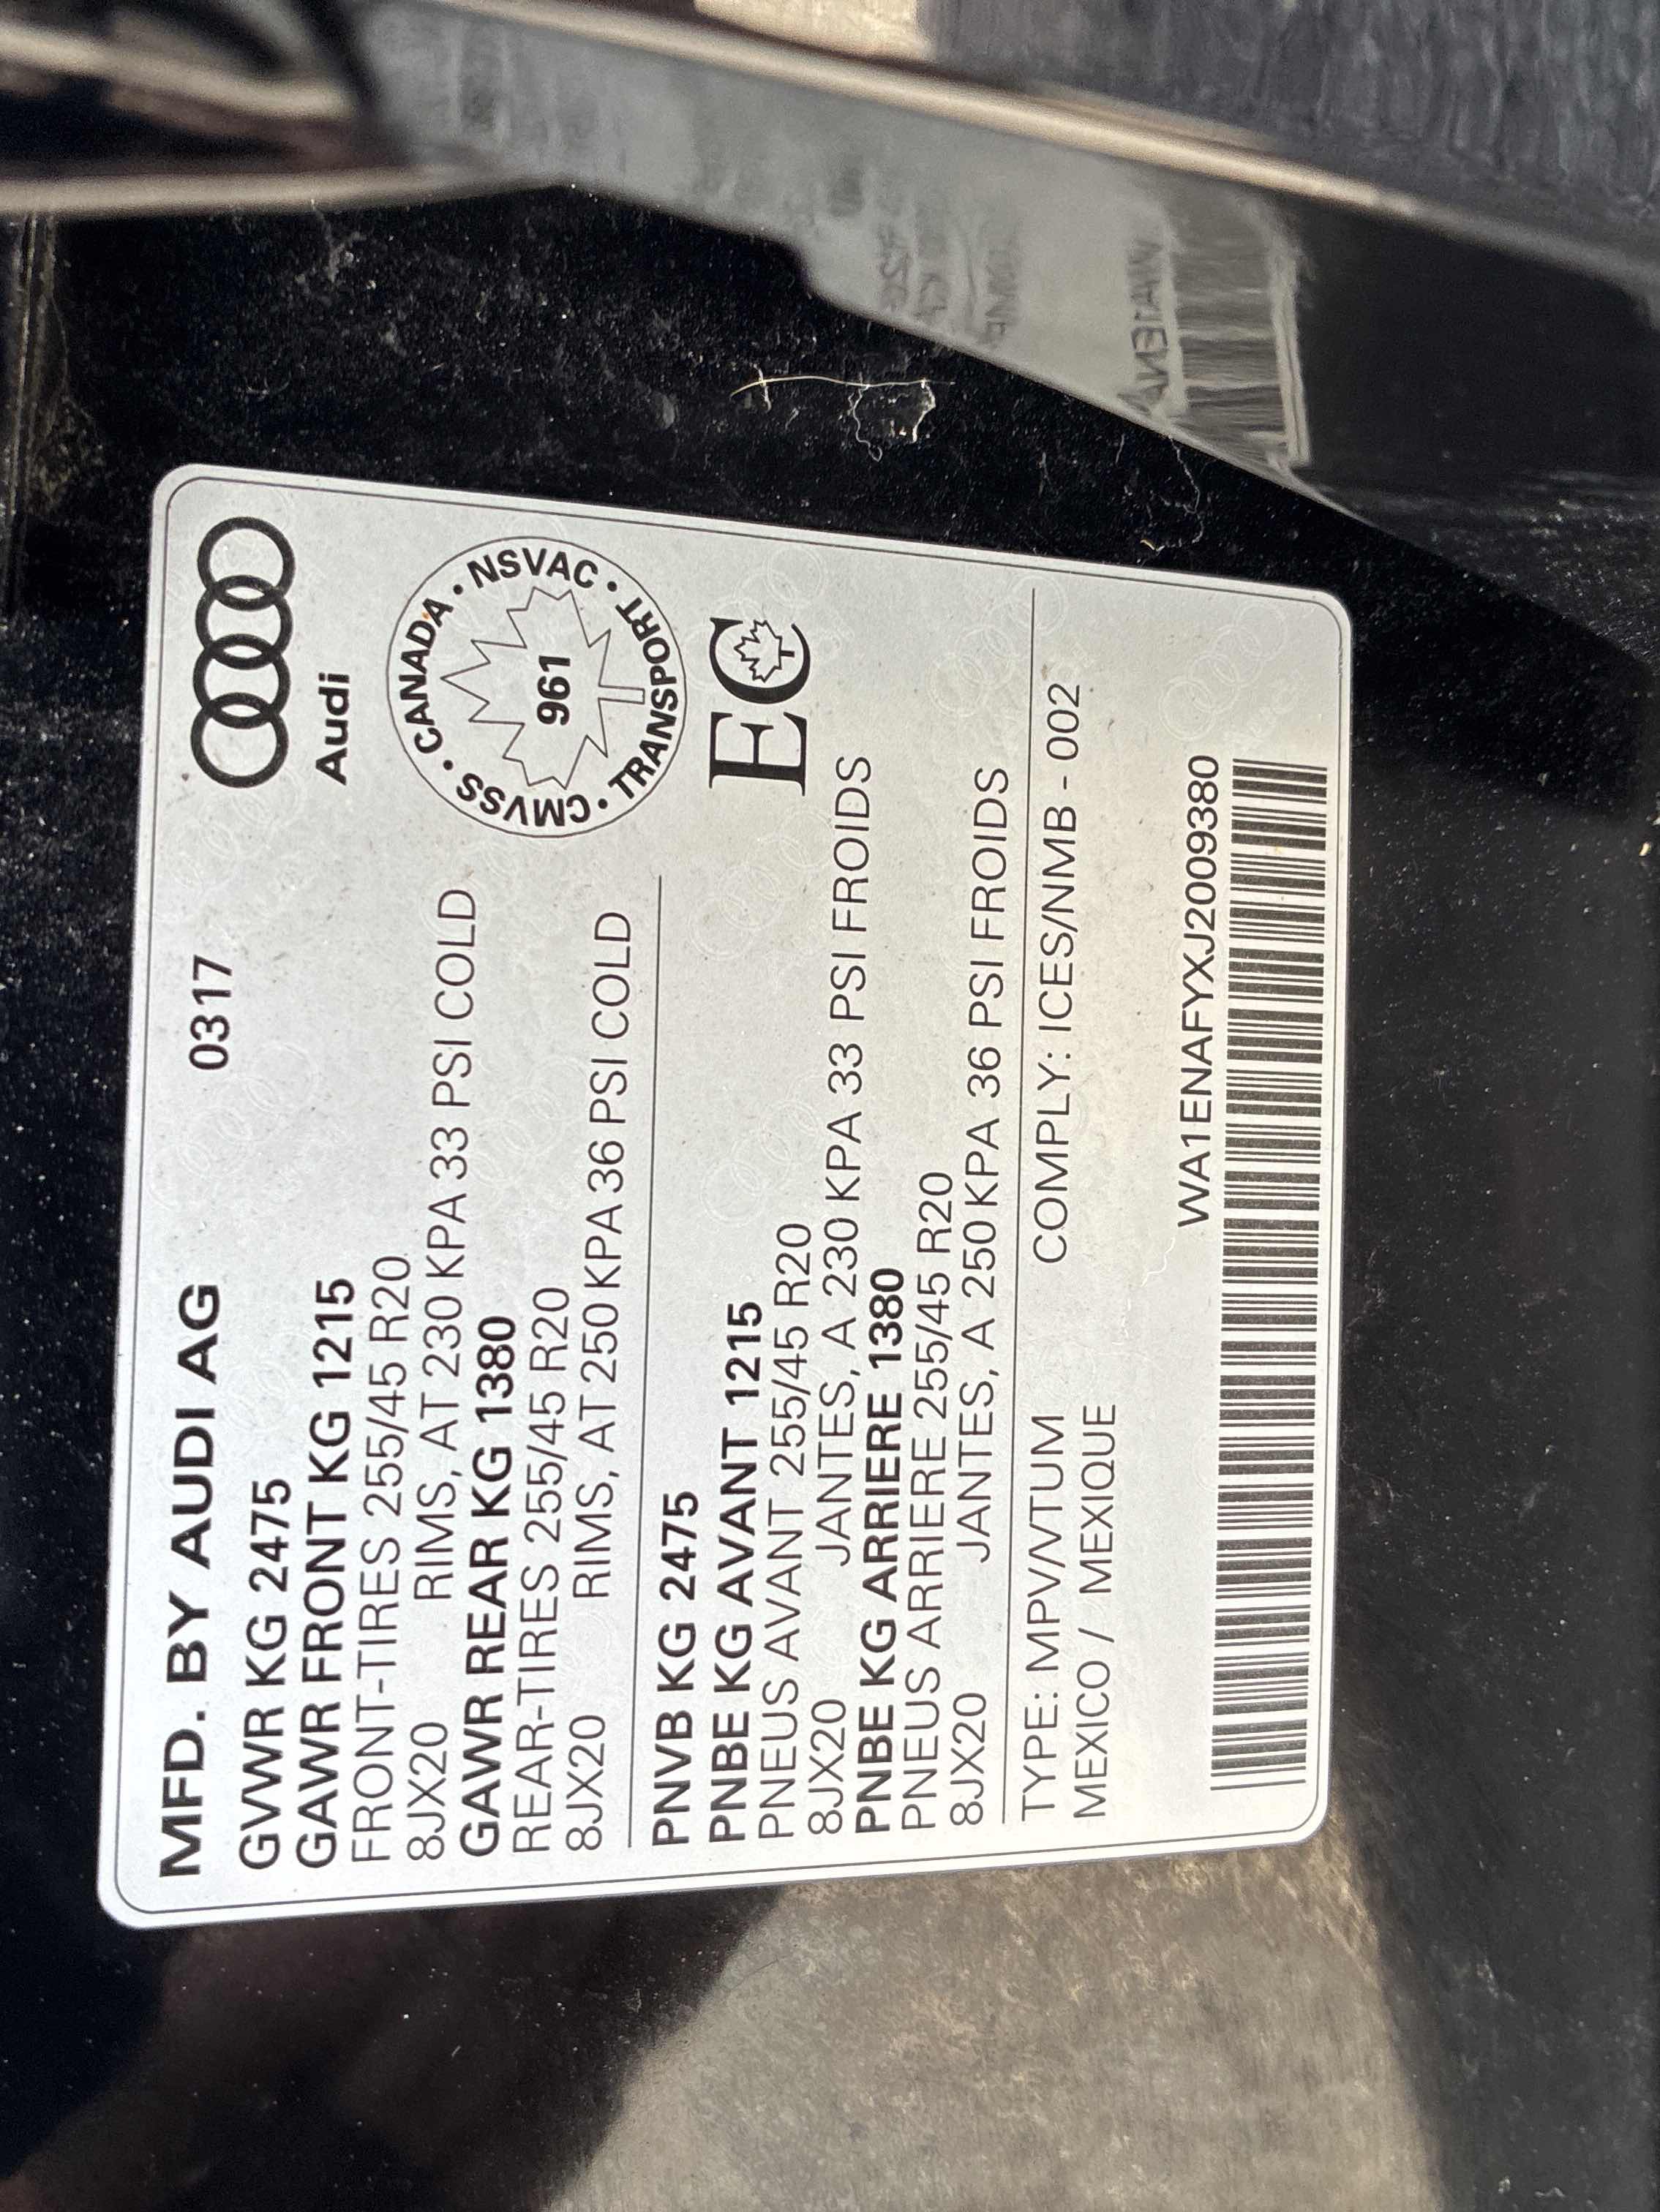 MFD. BY AUDI AG 0317
Audi
GVWR KG 2475
GAWR FRONT KG 1215
FRONT-TIRES 255/45 R20
8JX20 RIMS, AT 230 KPA 33 PSI COLD
GAWR REAR KG 1380
REAR-TIRES 255/45 R20
8JX20 RIMS, AT 250 KPA 36 PSI COLD
CMVSS · CANADA · NSVAC · TRANSPORT ·
961
EC
PNVB KG 2475
PNBE KG AVANT 1215
PNEUS AVANT 255/45 R20
8JX20 JANTES, A 230 KPA 33 PSI FROIDS
PNBE KG ARRIERE 1380
PNEUS ARRIERE 255/45 R20
8JX20 JANTES, A 250 KPA 36 PSI FROIDS
TYPE: MPV/VTUM COMPLY: ICES/NMB - 002
MEXICO / MEXIQUE
WA1ENAFYXJ2009380